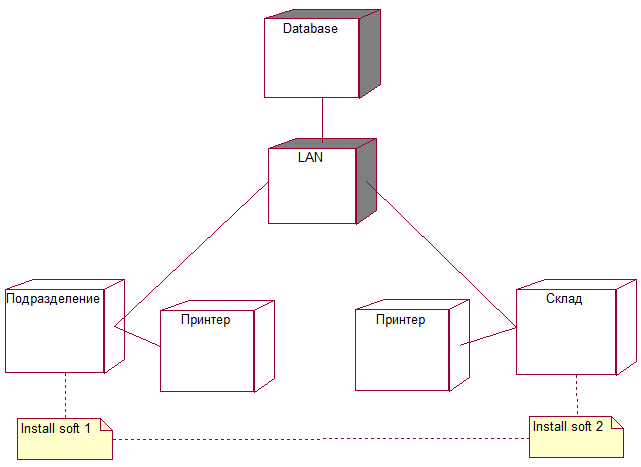 Database
LAN
Подразделение
Принтер
Принтер
Склад
Install soft 1
Install soft 2